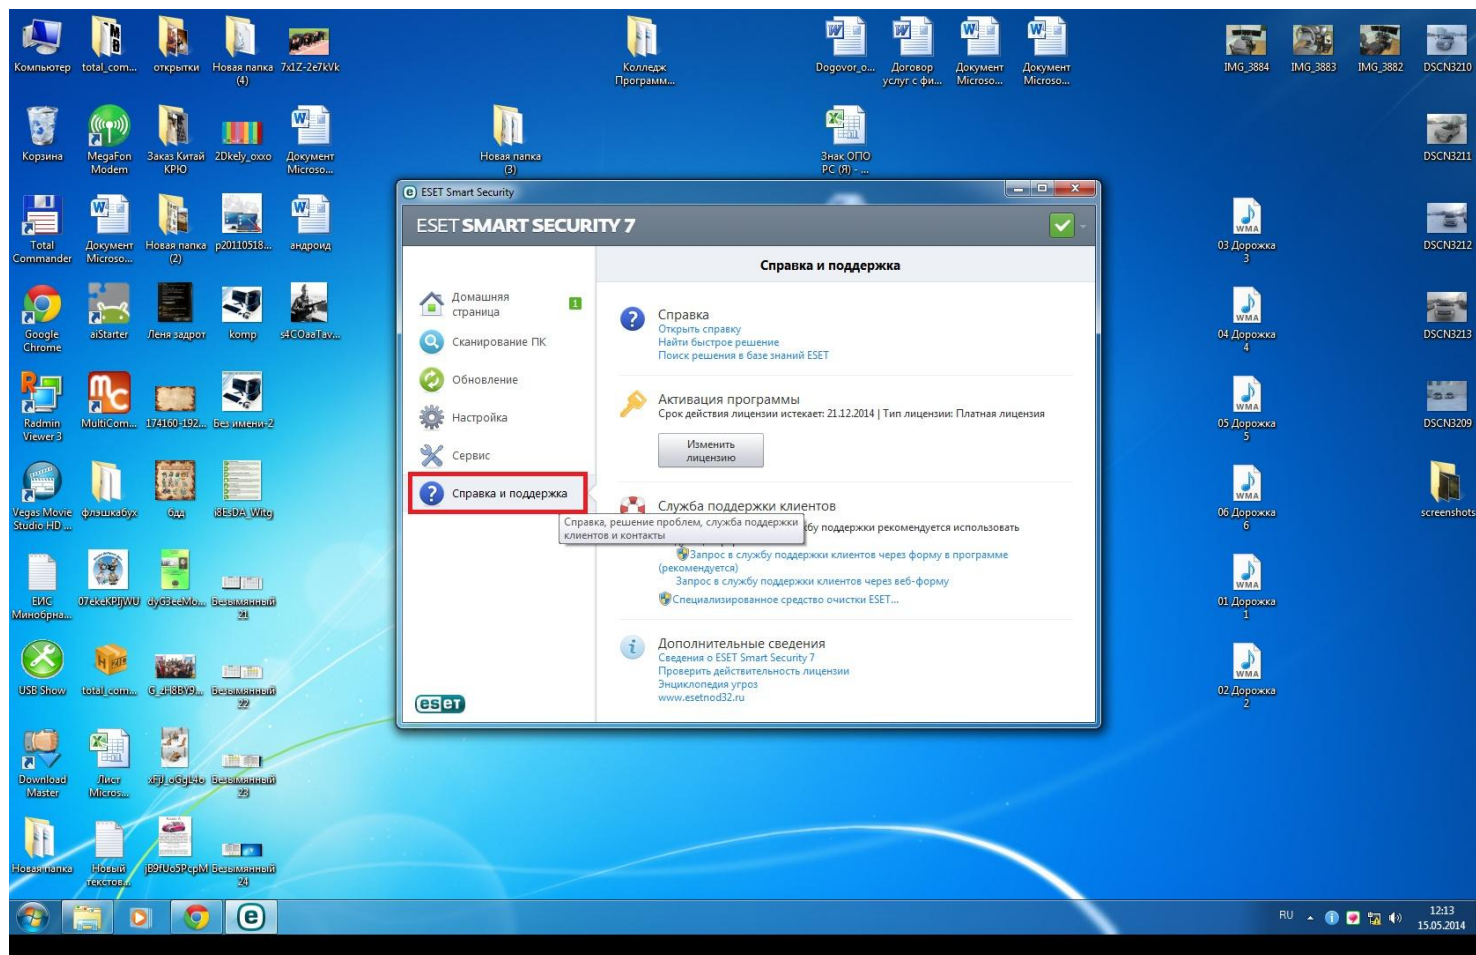 Компьютер
total_com...
открытки
Новая папка
(4)
7x1Z-2e7kVk
Колледж
Программ...
Dogovor_o...
Договор
услуг с фи...
Документ
Microso...
Документ
Microso...
IMG_3884
IMG_3883
IMG_3882
DSCN3210
Корзина
MegaFon
Modem
Заказ Китай
КРЮ
2Dkely_oxxo
Документ
Microso...
Новая папка
(3)
Знак ОПО
РС (Я) - ...
DSCN3211
Total
Commander
Документ
Microso...
Новая папка
(2)
p20110518...
андроид
03 Дорожка
3
DSCN3212
Google
Chrome
aiStarter
Леня задрот
komp
s4COaaTav...
04 Дорожка
4
DSCN3213
Radmin
Viewer 3
MultiCom...
174160-192...
Без имени-2
05 Дорожка
5
DSCN3209
Vegas Movie
Studio HD ...
флэшкабух
бдд
i8EsDA_Witg
06 Дорожка
6
screenshots
ЕИС
Минобрна...
07ekeKPIJWU
dyG3eeMo...
Безымянный
21
01 Дорожка
1
USB Show
total_com...
G_zH8BY9...
Безымянный
22
02 Дорожка
2
Download
Master
Лист
Micros...
xFjJ_oGgL4o
Безымянный
23
Новая папка
Новый
текстов...
jB9fUo5PcpM
Безымянный
24
ESET Smart Security
ESET SMART SECURITY 7
Домашняя
страница
1
Сканирование ПК
Обновление
Настройка
Сервис
Справка и поддержка
Справка, решение проблем, служба поддержки
клиентов и контакты
eset
Справка и поддержка
Справка
Открыть справку
Найти быстрое решение
Поиск решения в базе знаний ESET
Активация программы
Срок действия лицензии истекает: 21.12.2014 | Тип лицензии: Платная лицензия
Изменить
лицензию
Служба поддержки клиентов
бу поддержки рекомендуется использовать
Запрос в службу поддержки клиентов через форму в программе
(рекомендуется)
Запрос в службу поддержки клиентов через веб-форму
Специализированное средство очистки ESET...
Дополнительные сведения
Сведения о ESET Smart Security 7
Проверить действительность лицензии
Энциклопедия угроз
www.esetnod32.ru
RU
12:13
15.05.2014